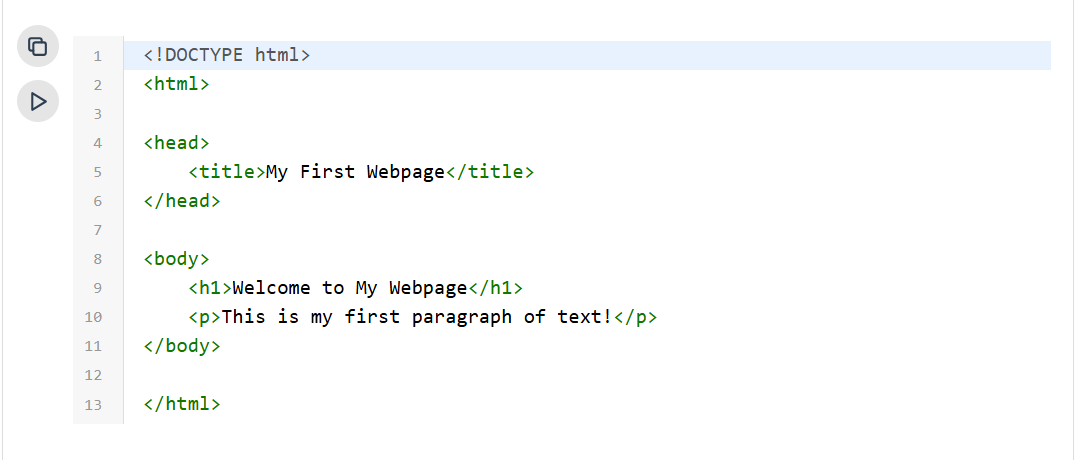 1 <!DOCTYPE html>
2 <html>
3
4 <head>
5     <title>My First Webpage</title>
6 </head>
7
8 <body>
9     <h1>Welcome to My Webpage</h1>
10     <p>This is my first paragraph of text!</p>
11 </body>
12
13 </html>